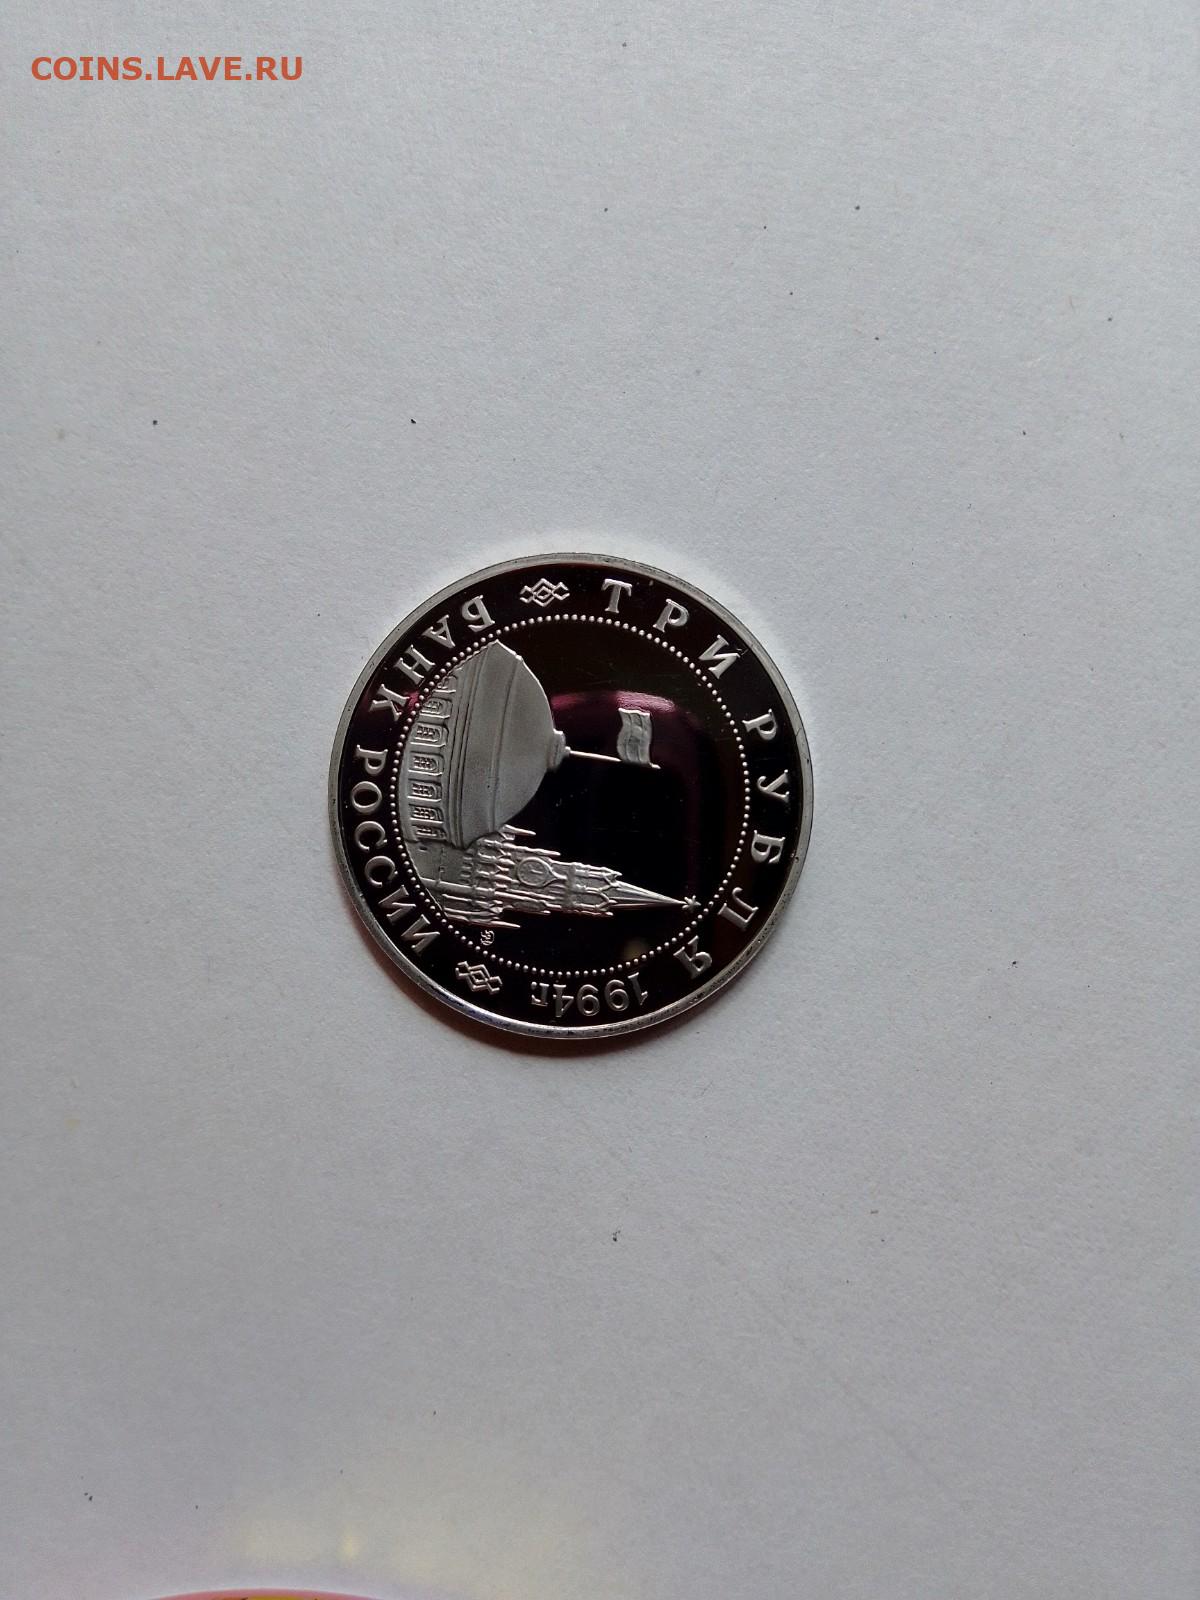 COINS.LAVE.RU
ТРИ РУБЛЯ
1994г.
БАНК РОССИИ